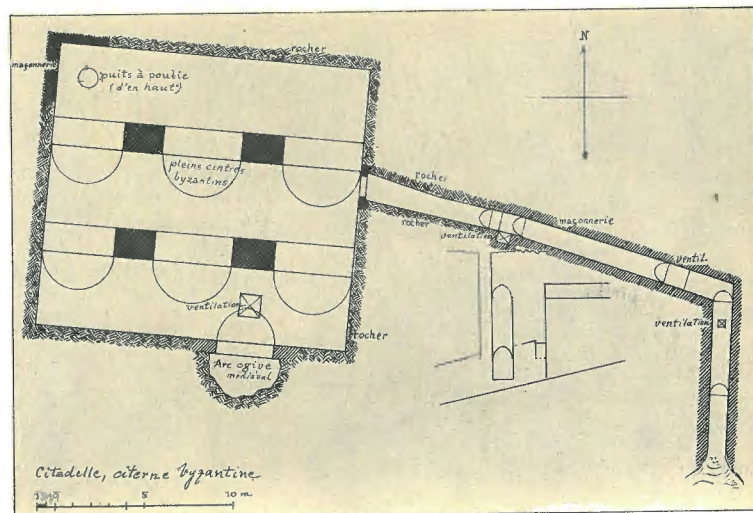 rocher
N
maçonnerie
puits à poulie
(d'en haut)
pleins cintres
byzantins
rocher
rocher
maçonnerie
ventilation
ventil.
ventilation
ventilation
rocher
Arc ogive
médiéval
Citadelle, citerne byzantine
5
10 m